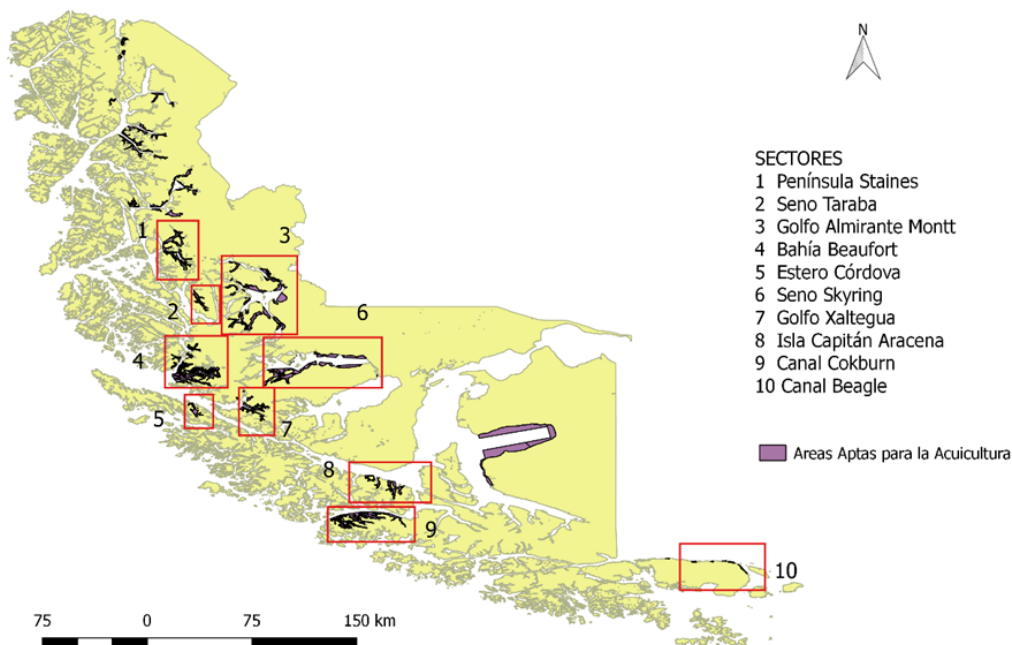 N
SECTORES
1 Península Staines
2 Seno Taraba
3 Golfo Almirante Montt
4 Bahía Beaufort
5 Estero Córdova
6 Seno Skyring
7 Golfo Xaltegua
8 Isla Capitán Aracena
9 Canal Cokburn
10 Canal Beagle
Areas Aptas para la Acuicultura
1
3
2
6
4
5
7
8
9
10
75 0 75 150 km